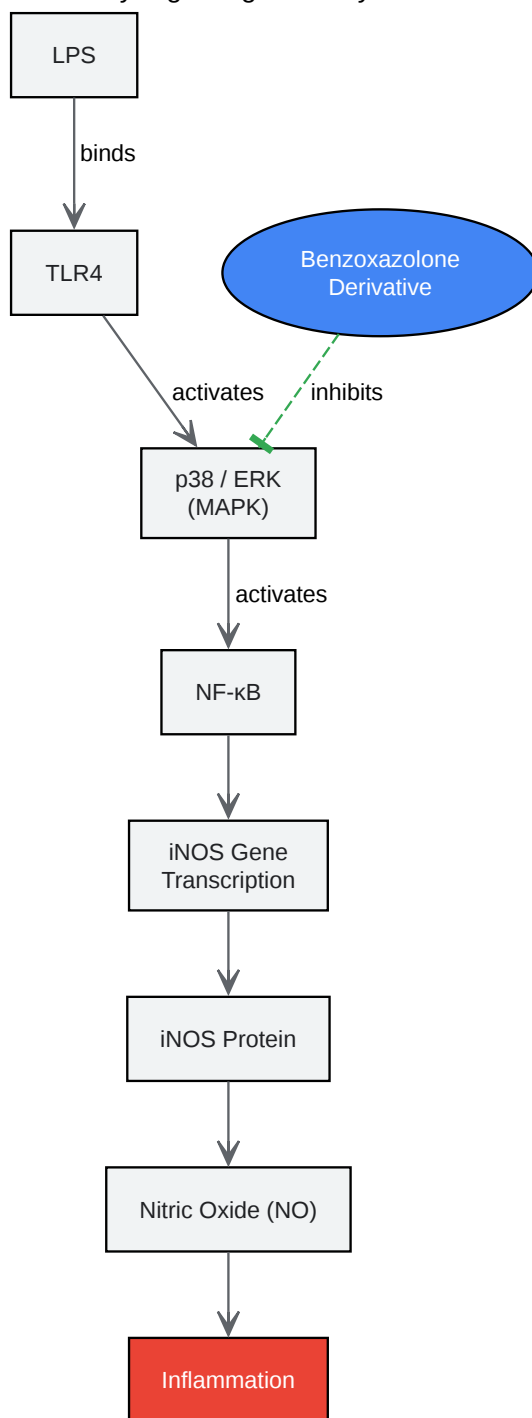 LPS
binds
TLR4
Benzoxazolone
Derivative
activates
inhibits
p38 / ERK
(MAPK)
activates
NF-κB
iNOS Gene
Transcription
iNOS Protein
Nitric Oxide (NO)
Inflammation